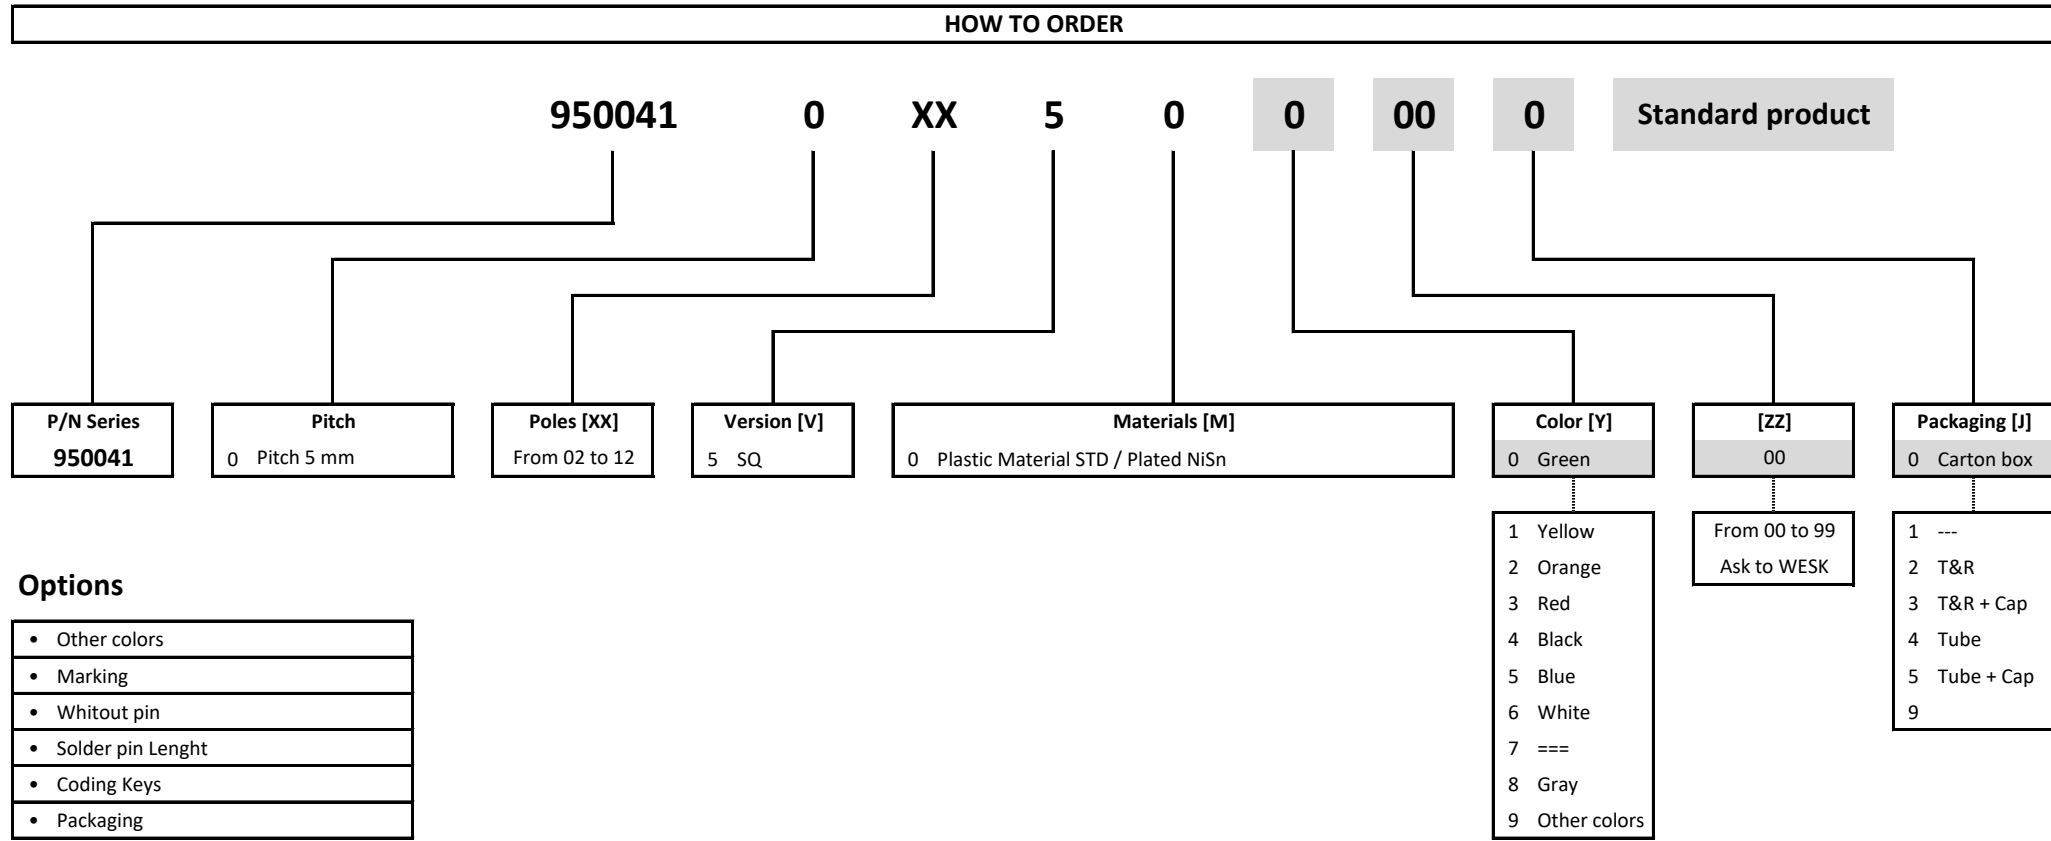 HOW TO ORDER
950041 0 XX 5 0 0 00 0 Standard product
P/N Series
950041
Pitch
0 Pitch 5 mm
Poles [XX]
From 02 to 12
Version [V]
5 SQ
Materials [M]
0 Plastic Material STD / Plated NiSn
Color [Y]
0 Green
1 Yellow
2 Orange
3 Red
4 Black
5 Blue
6 White
7 ===
8 Gray
9 Other colors
[ZZ]
00
From 00 to 99
Ask to WESK
Packaging [J]
0 Carton box
1 ---
2 T&R
3 T&R + Cap
4 Tube
5 Tube + Cap
9
Options
• Other colors
• Marking
• Whitout pin
• Solder pin Lenght
• Coding Keys
• Packaging